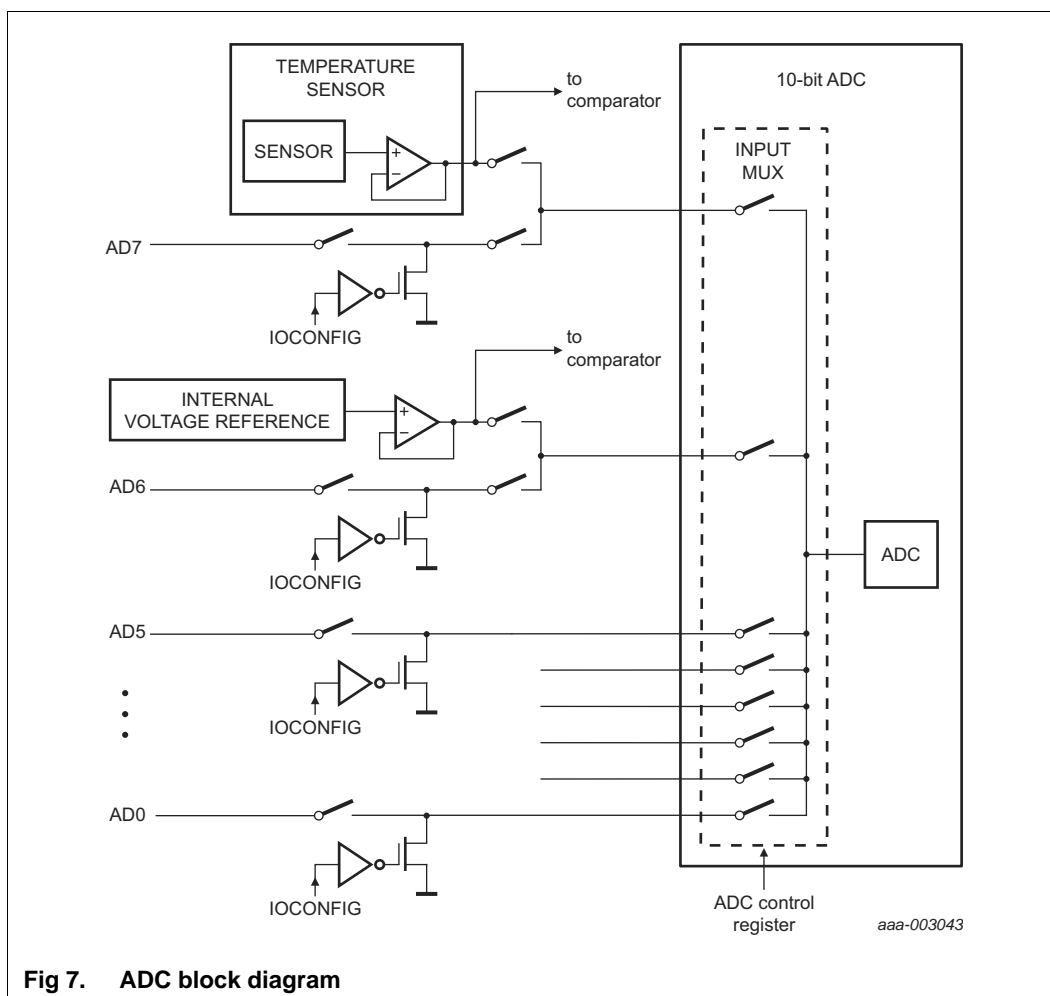 TEMPERATURE
SENSOR
SENSOR
+
−
to
comparator
10-bit ADC
INPUT
MUX
AD7
IOCONFIG
to
comparator
INTERNAL
VOLTAGE REFERENCE
+
−
AD6
IOCONFIG
ADC
AD5
IOCONFIG
AD0
IOCONFIG
ADC control
register
aaa-003043
Fig 7. ADC block diagram